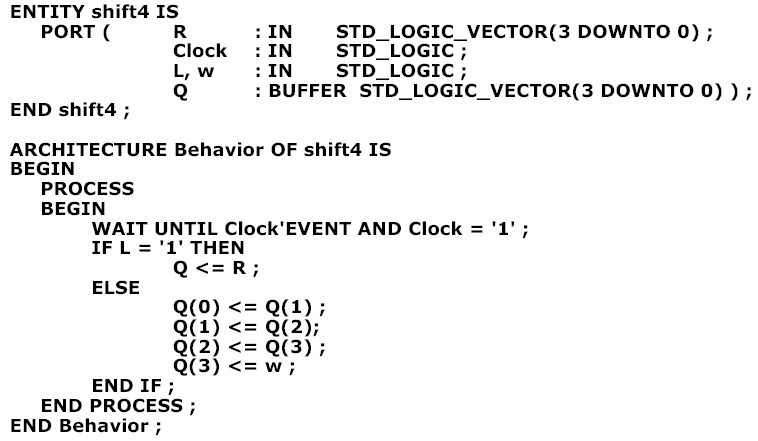 ENTITY shift4 IS
PORT ( R : IN STD_LOGIC_VECTOR(3 DOWNTO 0) ;
Clock : IN STD_LOGIC ;
L, w : IN STD_LOGIC ;
Q : BUFFER STD_LOGIC_VECTOR(3 DOWNTO 0) ) ;
END shift4 ;
ARCHITECTURE Behavior OF shift4 IS
BEGIN
PROCESS
BEGIN
WAIT UNTIL Clock'EVENT AND Clock = '1' ;
IF L = '1' THEN
Q <= R ;
ELSE
Q(0) <= Q(1) ;
Q(1) <= Q(2);
Q(2) <= Q(3) ;
Q(3) <= w ;
END IF ;
END PROCESS ;
END Behavior ;